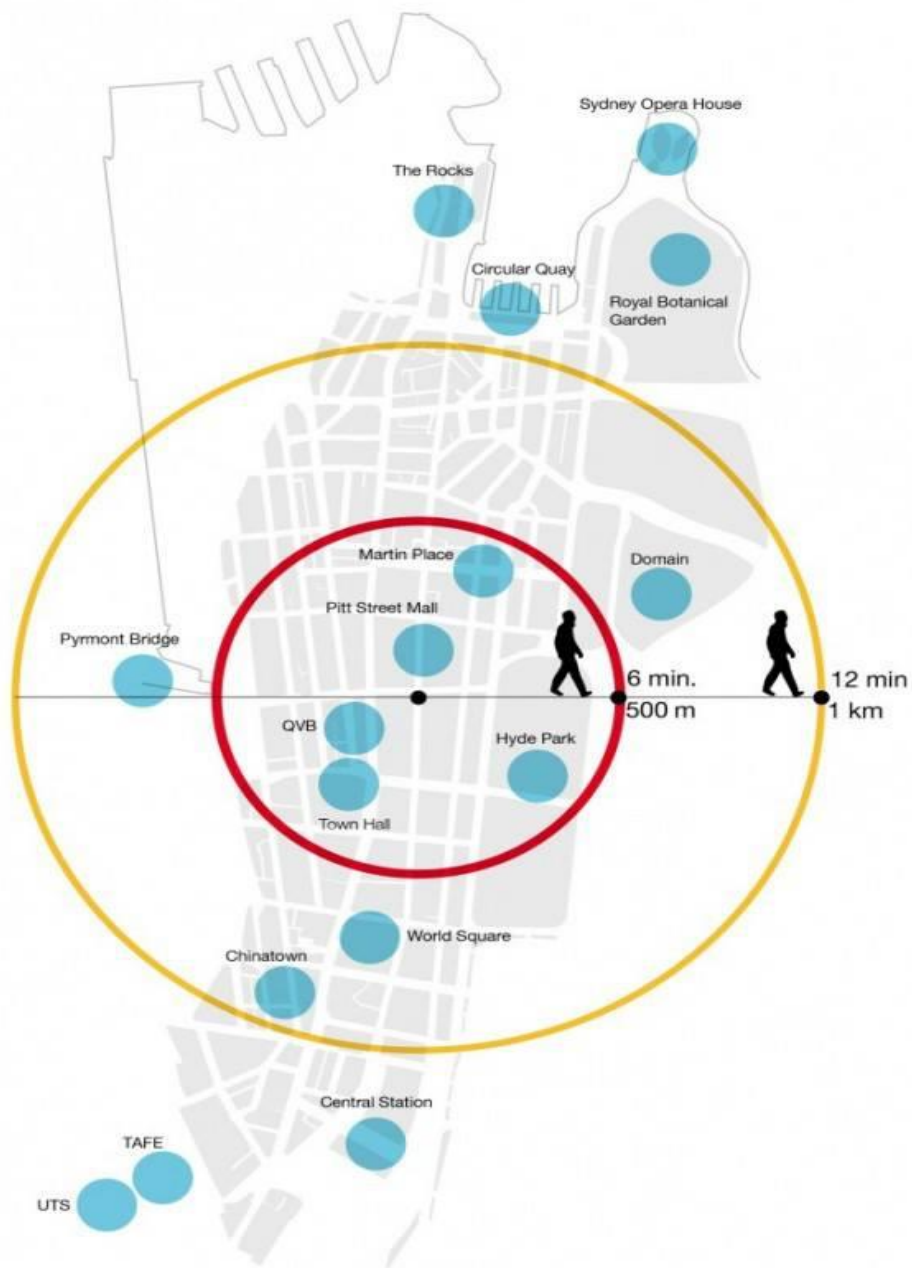 Sydney Opera House
The Rocks
Circular Quay
Royal Botanical
Garden
Martin Place
Domain
Pitt Street Mall
Pyrmont Bridge
6 min.
12 min
500 m
1 km
QVB
Hyde Park
Town Hall
World Square
Chinatown
Central Station
TAFE
UTS